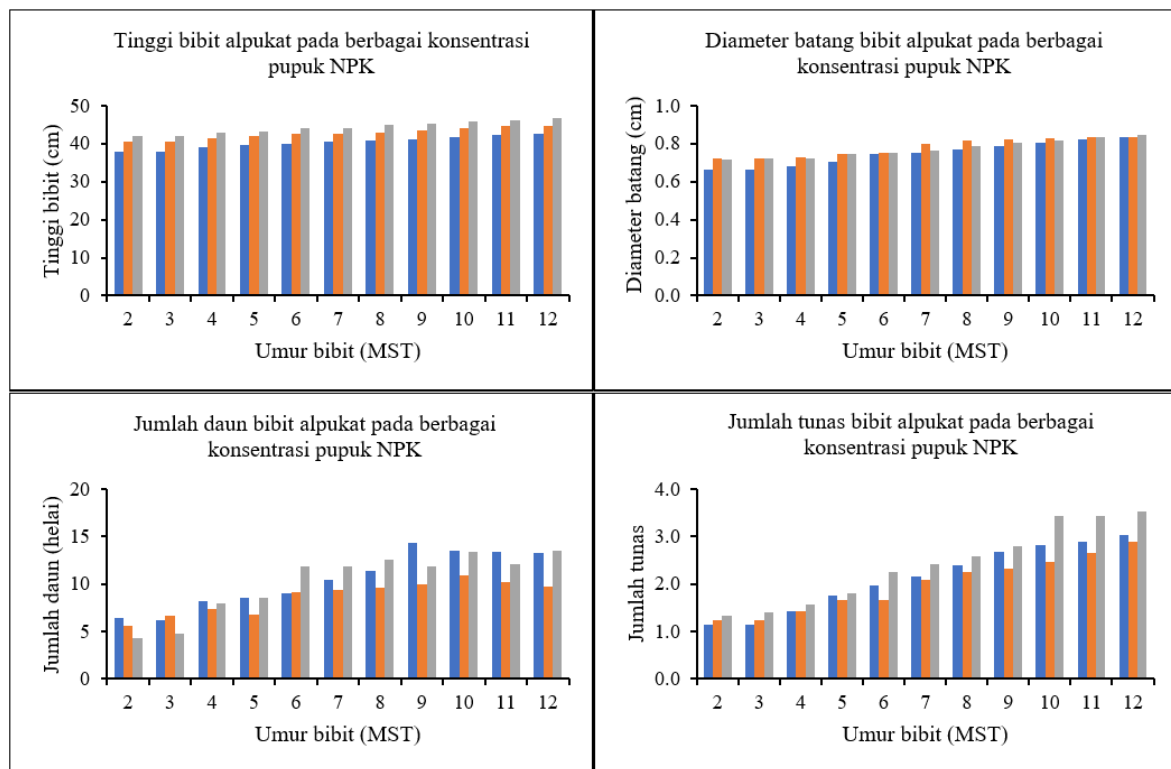 Tinggi bibit alpukat pada berbagai konsentrasi
pupuk NPK
Tinggi bibit (cm)
50
40
30
20
10
0
2 3 4 5 6 7 8 9 10 11 12
Umur bibit (MST)
Diameter batang bibit alpukat pada berbagai
konsentrasi pupuk NPK
Diameter batang (cm)
1.0
0.8
0.6
0.4
0.2
0.0
2 3 4 5 6 7 8 9 10 11 12
Umur bibit (MST)
Jumlah daun bibit alpukat pada berbagai
konsentrasi pupuk NPK
Jumlah daun (helai)
20
15
10
5
0
2 3 4 5 6 7 8 9 10 11 12
Umur bibit (MST)
Jumlah tunas bibit alpukat pada berbagai
konsentrasi pupuk NPK
Jumlah tunas
4.0
3.0
2.0
1.0
0.0
2 3 4 5 6 7 8 9 10 11 12
Umur bibit (MST)